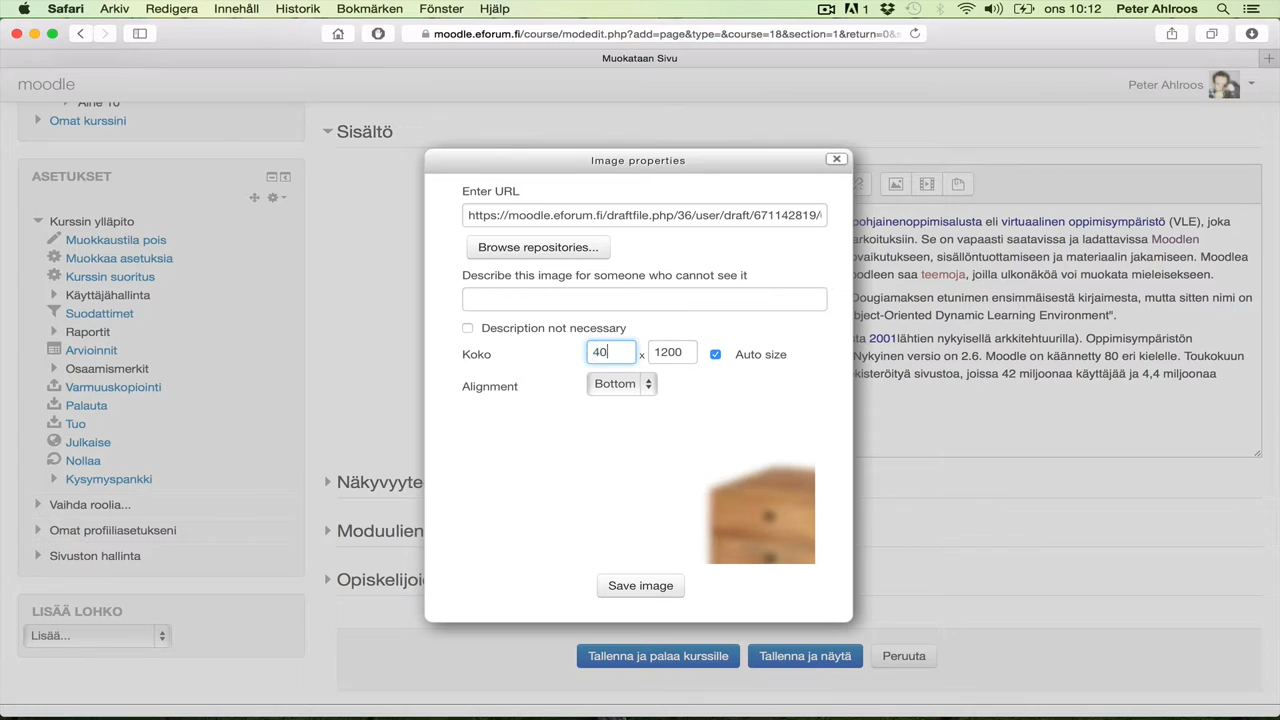 Safari Arkiv Redigera Innehåll Historik Bokmärken Fönster Hjälp 1 ons 10:12 Peter Ahlroos
moodle.eforum.fi/course/modedit.php?add=page&type=&course=18&section=1&return=0&s
Muokataan Sivu
moodle
Peter Ahlroos
Aihe 10
Omat kurssini
ASETUKSET
Kurssin ylläpito
Muokkaustila pois
Muokkaa asetuksia
Kurssin suoritus
Käyttäjähallinta
Suodattimet
Raportit
Arvioinnit
Osaamismerkit
Varmuuskopiointi
Palauta
Tuo
Julkaise
Nollaa
Kysymyspankki
Vaihda roolia...
Omat profiiliasetukseni
Sivuston hallinta
LISÄÄ LOHKO
Lisää...
Sisältö
Image properties
Enter URL
https://moodle.eforum.fi/draftfile.php/36/user/draft/671142819/
Browse repositories...
Describe this image for someone who cannot see it
Description not necessary
Koko 40 x 1200 Auto size
Alignment Bottom
Save image
pohjainenoppimisalusta eli virtuaalinen oppimisympäristö (VLE), joka
arkoituksiin. Se on vapaasti saatavissa ja ladattavissa Moodlen
ovaikutukseen, sisällöntuottamiseen ja materiaalin jakamiseen. Moodlea
oodleen saa teemoja, joilla ulkonäköä voi muokata mieleisekseen.
Dougiamaksen etunimen ensimmäisestä kirjaimesta, mutta sitten nimi on
bject-Oriented Dynamic Learning Environment".
sta 2001lähtien nykyisellä arkkitehtuurilla). Oppimisympäristön
Nykyinen versio on 2.6. Moodle on käännetty 80 eri kielelle. Toukokuun
kisteröityä sivustoa, joissa 42 miljoonaa käyttäjää ja 4,4 miljoonaa
Näkyvyyte
Moduulien
Opiskelijoid
Tallenna ja palaa kurssille Tallenna ja näytä Peruuta